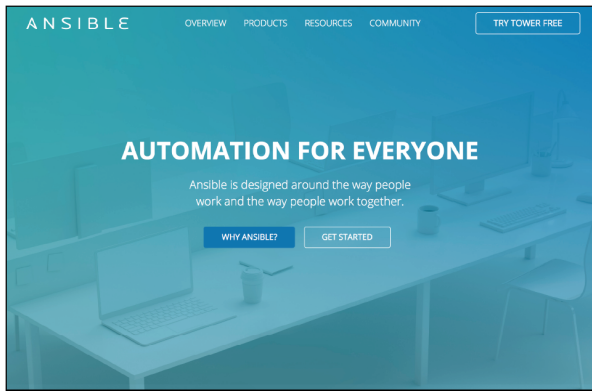 ANSIBLE
OVERVIEW PRODUCTS RESOURCES COMMUNITY
TRY TOWER FREE
AUTOMATION FOR EVERYONE
Ansible is designed around the way people
work and the way people work together.
WHY ANSIBLE?
GET STARTED